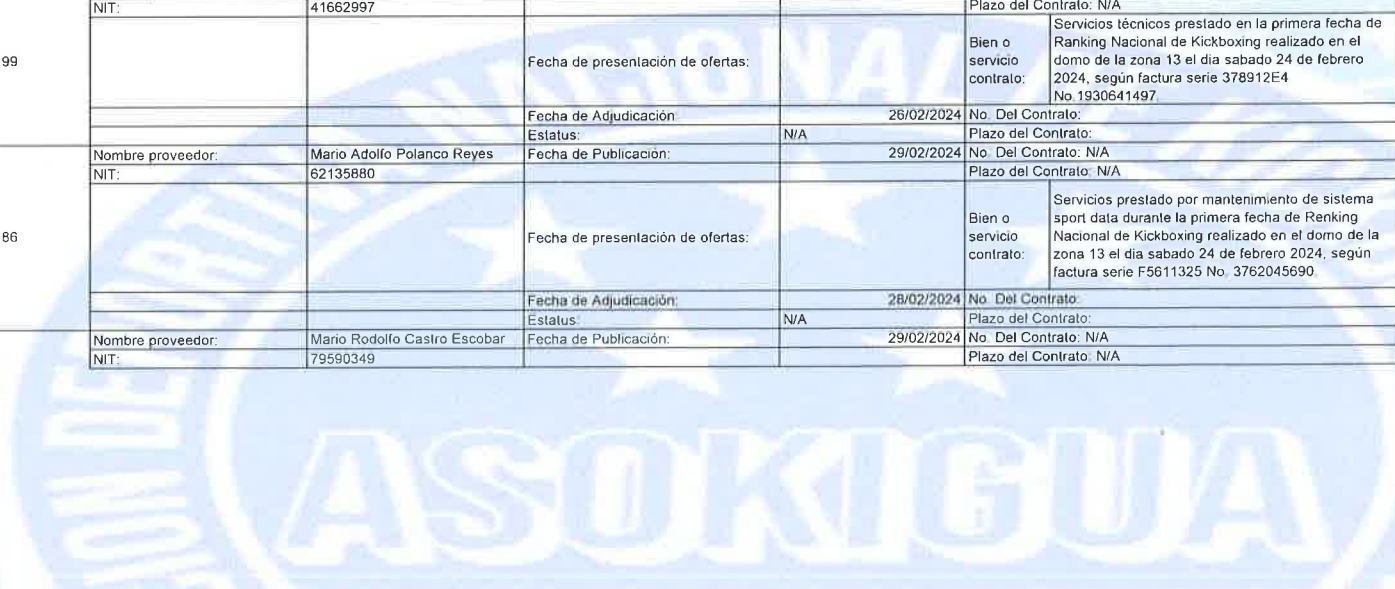 NIT: 41662997 Plazo del Contrato: N/A
99
Fecha de presentación de ofertas:
Bien o servicio contrato:
Servicios técnicos prestado en la primera fecha de
Ranking Nacional de Kickboxing realizado en el
domo de la zona 13 el dia sabado 24 de febrero
2024, según factura serie 378912E4
No.1930641497.
Fecha de Adjudicación: 26/02/2024 No. Del Contrato:
Estatus: N/A Plazo del Contrato:
Nombre proveedor: Mario Adolfo Polanco Reyes Fecha de Publicación: 29/02/2024 No. Del Contrato: N/A
NIT: 62135880 Plazo del Contrato: N/A
86
Fecha de presentación de ofertas:
Bien o servicio contrato:
Servicios prestado por mantenimiento de sistema
sport data durante la primera fecha de Renking
Nacional de Kickboxing realizado en el domo de la
zona 13 el dia sabado 24 de febrero 2024, según
factura serie F5611325 No. 3762045690.
Fecha de Adjudicación: 28/02/2024 No. Del Contrato:
Estatus: N/A Plazo del Contrato:
Nombre proveedor: Mario Rodolfo Castro Escobar Fecha de Publicación: 29/02/2024 No. Del Contrato: N/A
NIT: 79590349 Plazo del Contrato: N/A
ION DEPORTIVA NACIONAL
ASOKIGUA